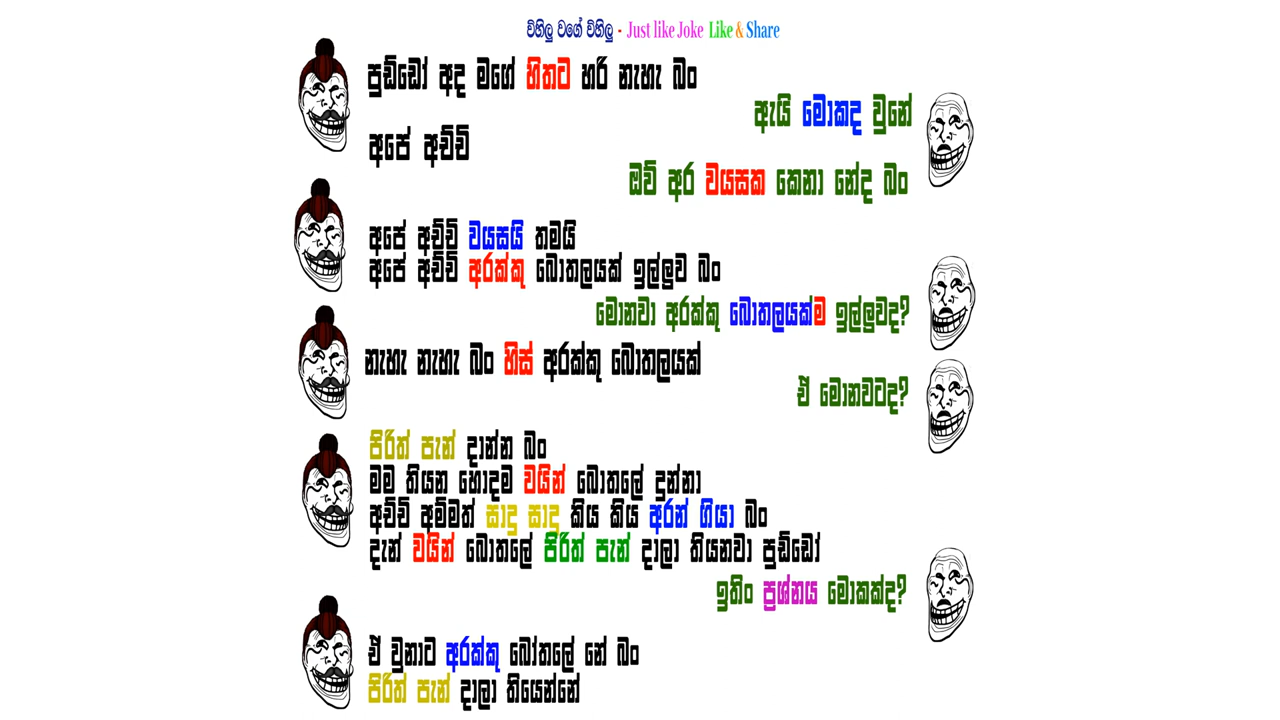 විහිලු වගේ විහිලු - Just like Joke Like & Share
පුඩ්ඩෝ අද මගේ හිතට හරි නැහැ බං
ඇයි මොකද වුනේ
අපේ අච්චි
ඔව් අර වයසක කෙනා නේද බං
අපේ අච්චි වයසයි තමයි
අපේ අච්චි අරක්කු බොතලයක් ඉල්ලුව බං
මොනවා අරක්කු බොතලයක්ම ඉල්ලුවද?
නැහැ නැහැ බං හිස් අරක්කු බොතලයක්
ඒ මොනවටද?
පිරිත් පැන් දාන්න බං
මම තියන හොදම වයින් බොතලේ දුන්නා
අච්චි අම්මත් සාදු සාදු කිය කිය අරන් ගියා බං
දැන් වයින් බොතලේ පිරිත් පැන් දාලා තියනවා පුඩ්ඩෝ
ඉතිං ප්‍රශ්නය මොකක්ද?
ඒ වුනාට අරක්කු බෝතලේ නේ බං
පිරිත් පැන් දාලා තියෙන්නේ